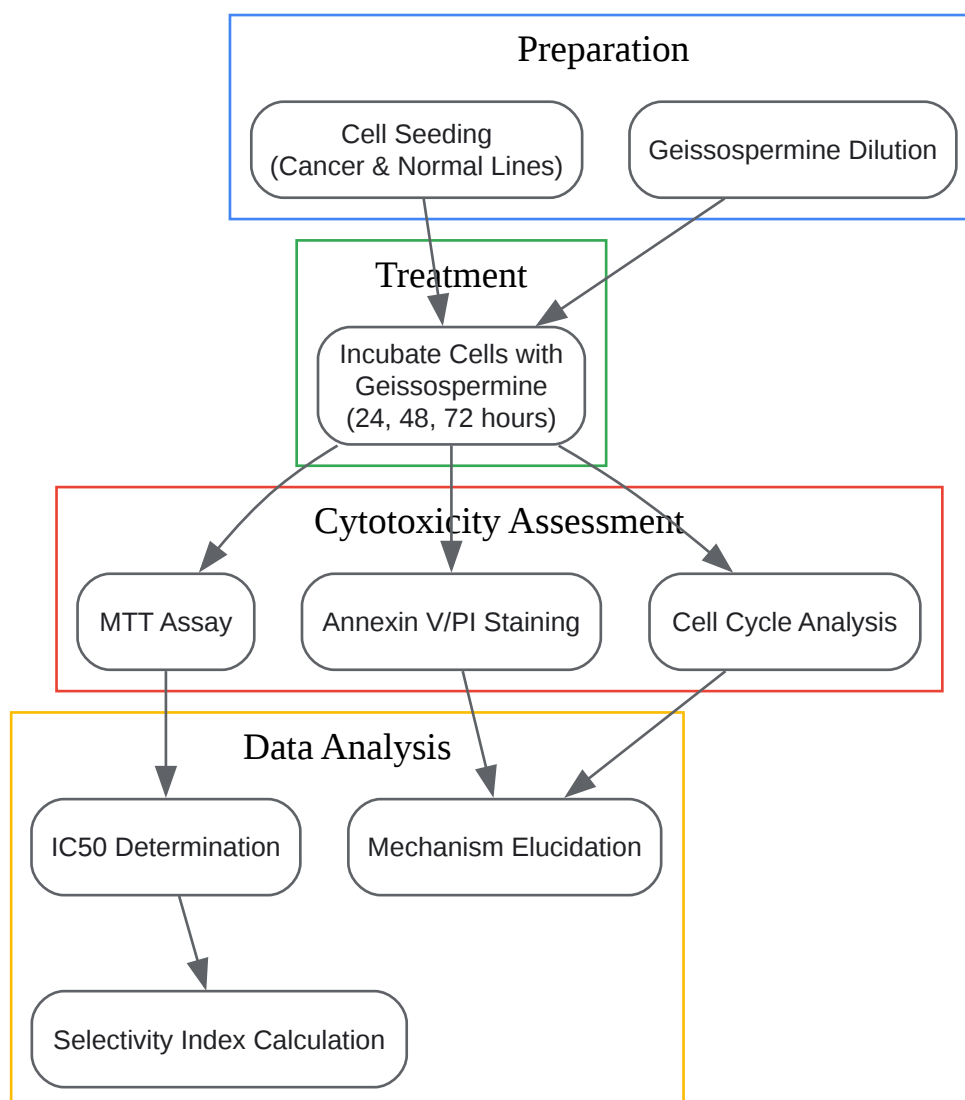 Preparation
Cell Seeding
(Cancer & Normal Lines)
Geissospermine Dilution
Treatment
Incubate Cells with
Geissospermine
(24, 48, 72 hours)
Cytotoxicity Assessment
MTT Assay
Annexin V/PI Staining
Cell Cycle Analysis
Data Analysis
IC50 Determination
Mechanism Elucidation
Selectivity Index Calculation